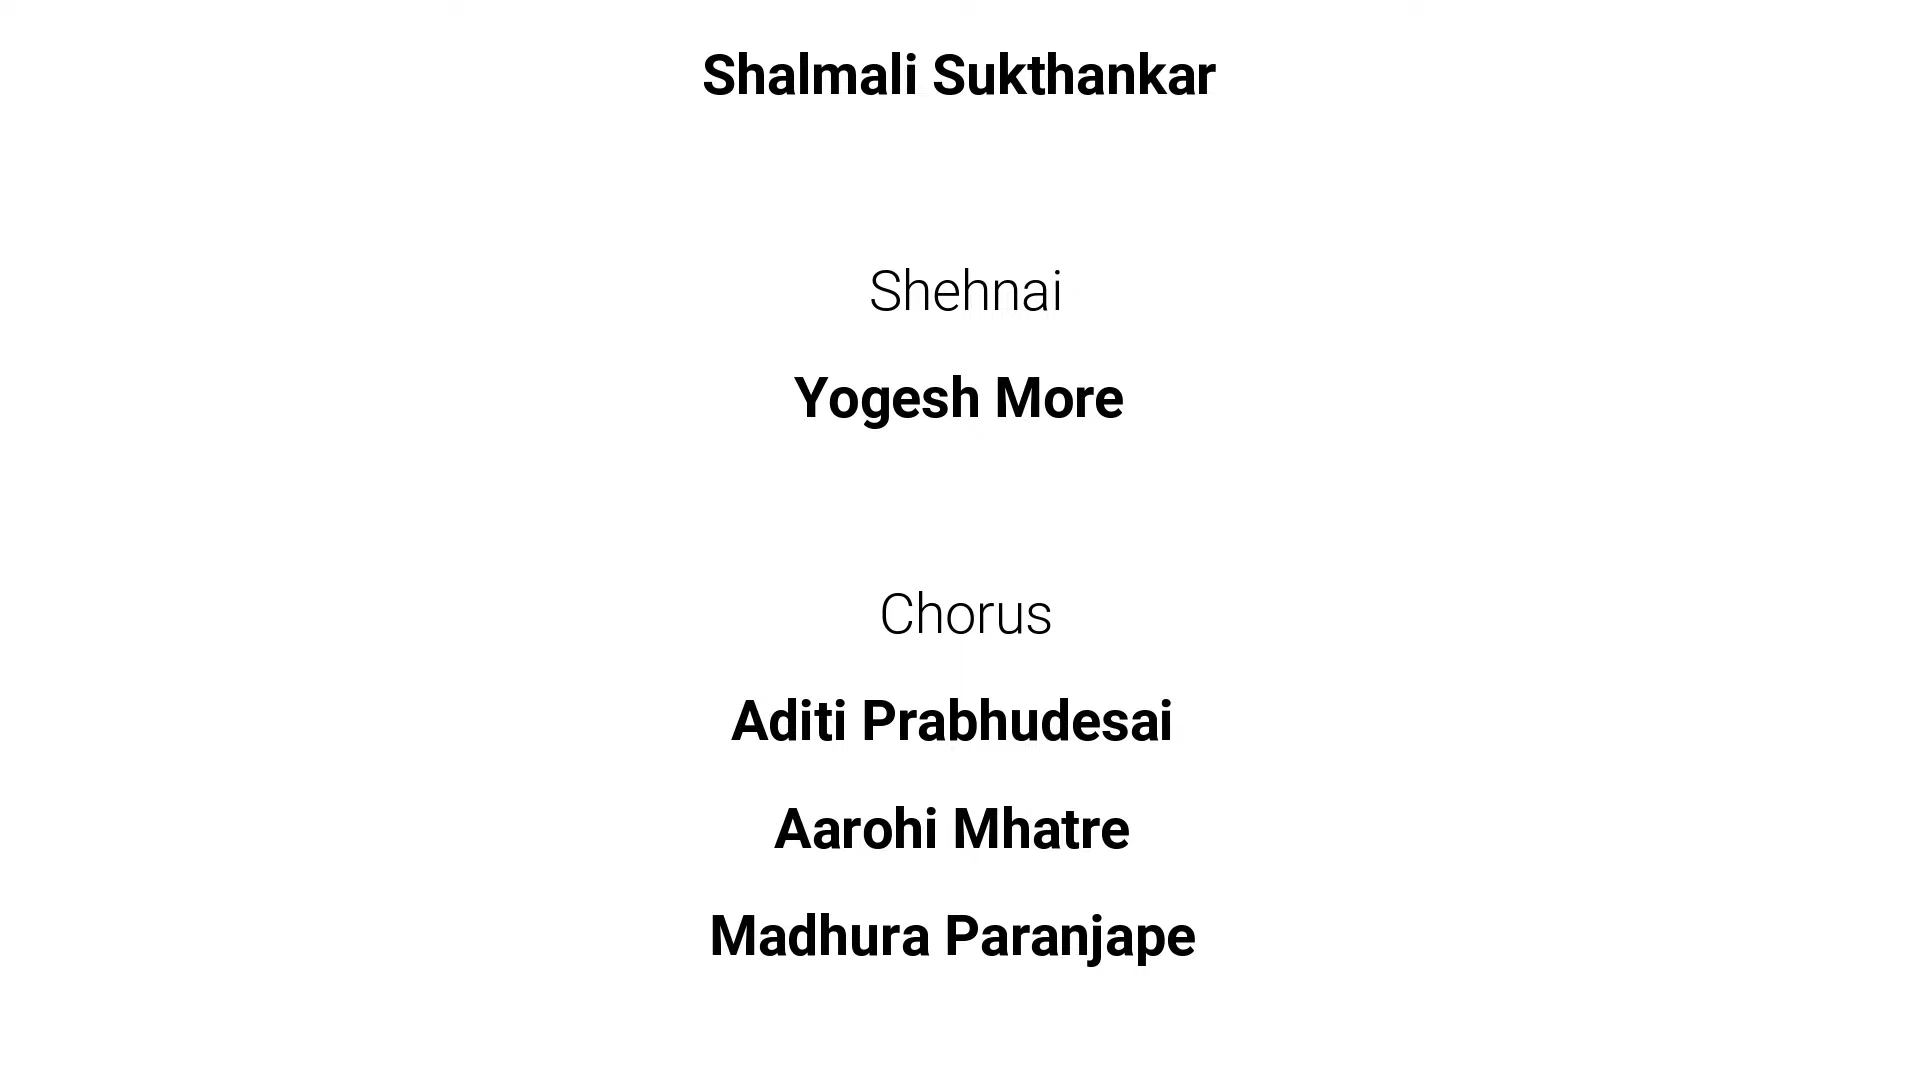 Shalmali Sukthankar
Shehnai
Yogesh More
Chorus
Aditi Prabhudesai
Aarohi Mhatre
Madhura Paranjape